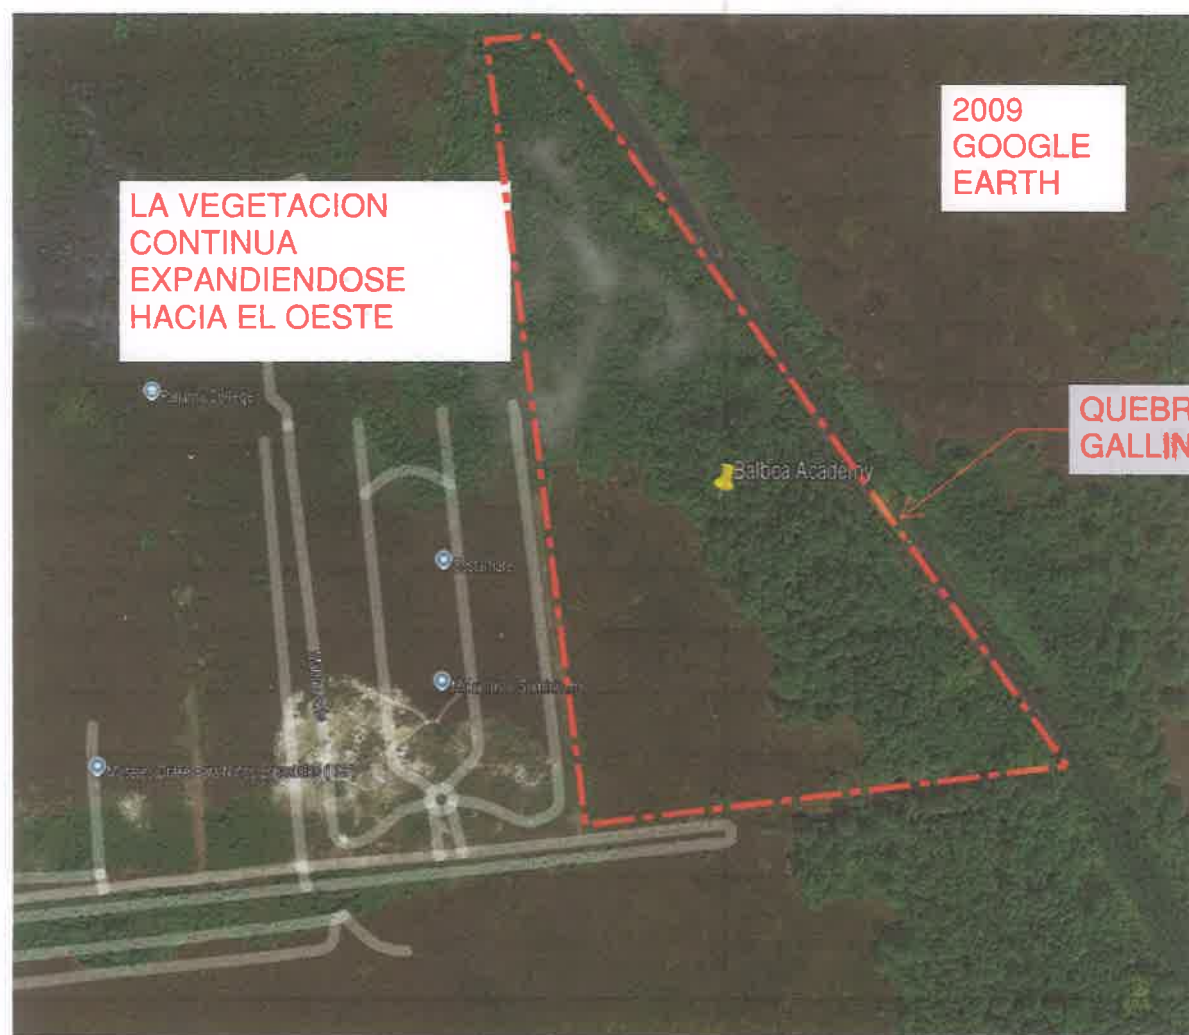 2009
GOOGLE
EARTH
LA VEGETACION
CONTINUA
EXPANDIENDOSE
HACIA EL OESTE
QUEBR
GALLIN
Balboa Academy